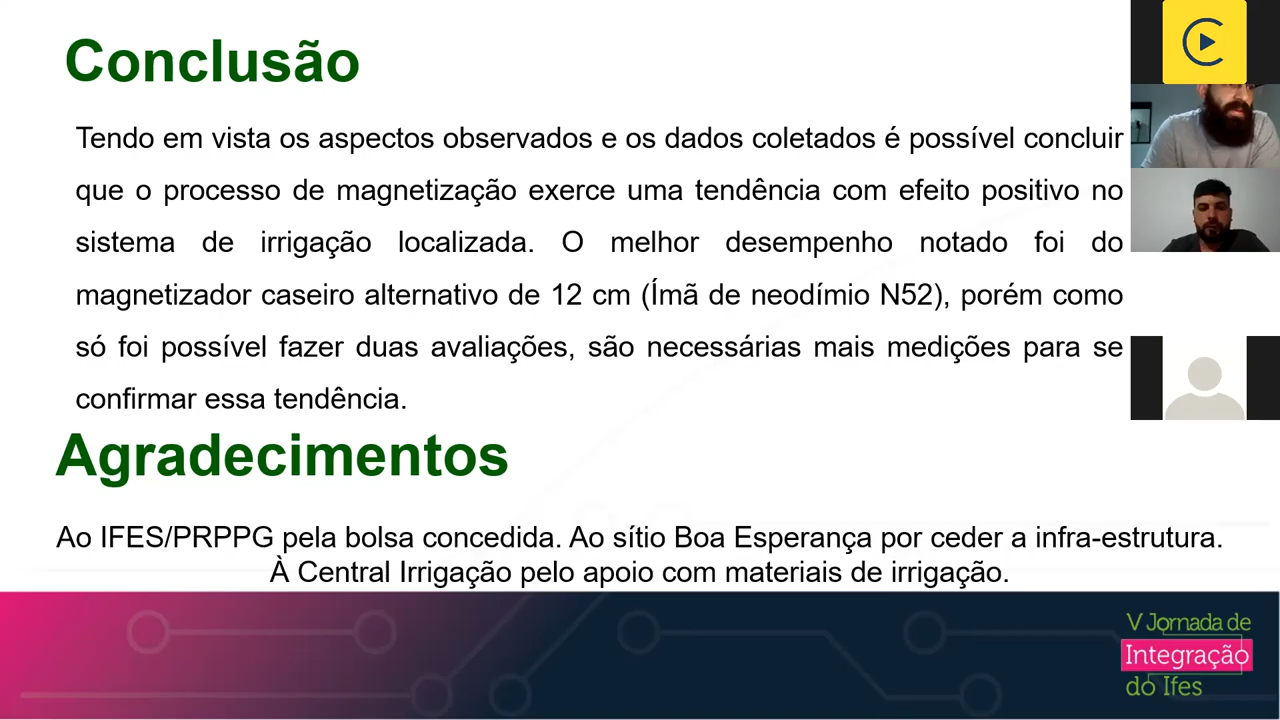 Conclusão
Tendo em vista os aspectos observados e os dados coletados é possível concluir
que o processo de magnetização exerce uma tendência com efeito positivo no
sistema de irrigação localizada. O melhor desempenho notado foi do
magnetizador caseiro alternativo de 12 cm (Ímã de neodímio N52), porém como
só foi possível fazer duas avaliações, são necessárias mais medições para se
confirmar essa tendência.
Agradecimentos
Ao IFES/PRPPG pela bolsa concedida. Ao sítio Boa Esperança por ceder a infra-estrutura.
À Central Irrigação pelo apoio com materiais de irrigação.
V Jornada de
Integração
do Ifes